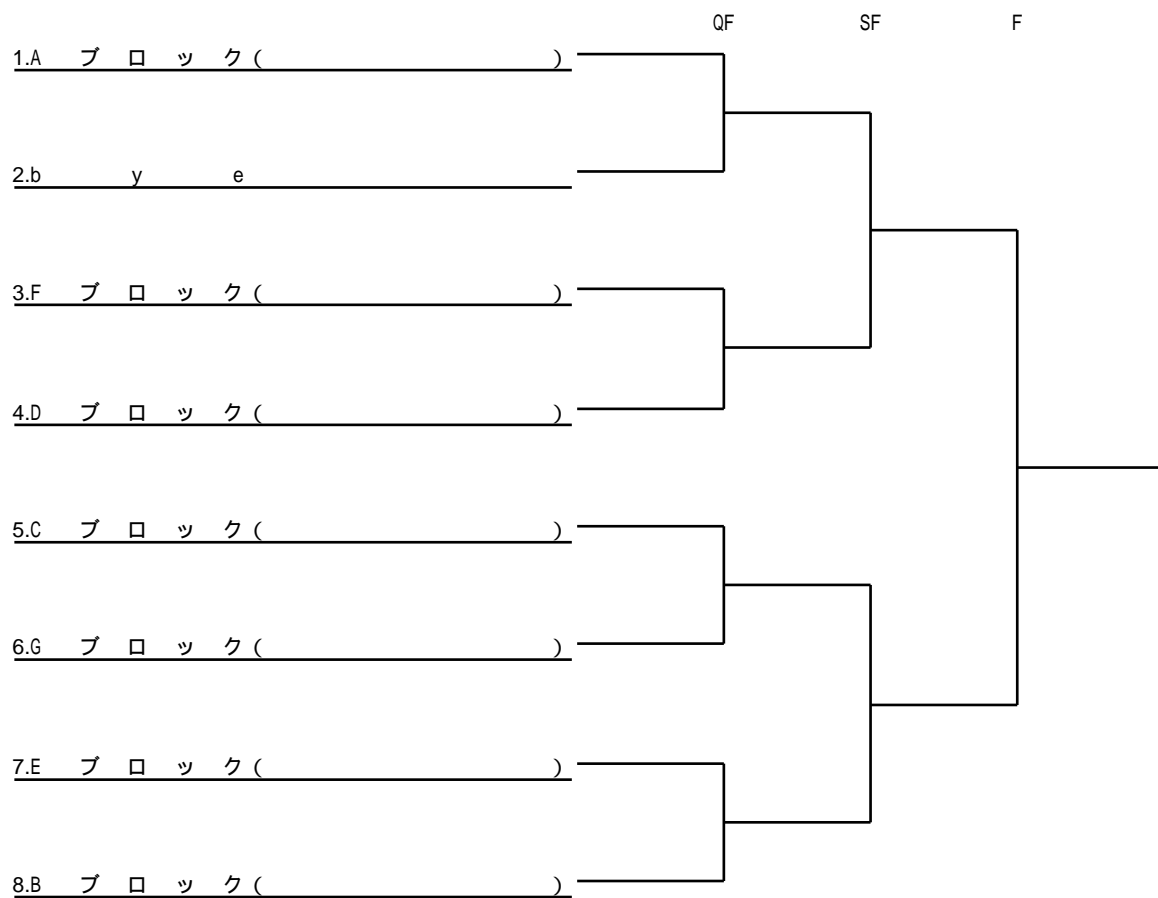 QF SF F
1.A ブロック( )
2.b y e
3.F ブロック( )
4.D ブロック( )
5.C ブロック( )
6.G ブロック( )
7.E ブロック( )
8.B ブロック( )